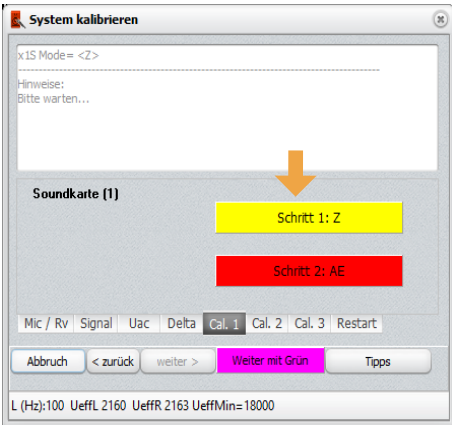 System kalibrieren
x1S Mode= <Z>
Hinweise:
Bitte warten...
Soundkarte (1)
Schritt 1: Z
Schritt 2: AE
Mic / Rv Signal Uac Delta Cal. 1 Cal. 2 Cal. 3 Restart
Abbruch < zurück weiter > Weiter mit Grün Tipps
L (Hz):100 UeffL 2160 UeffR 2163 UeffMin=18000